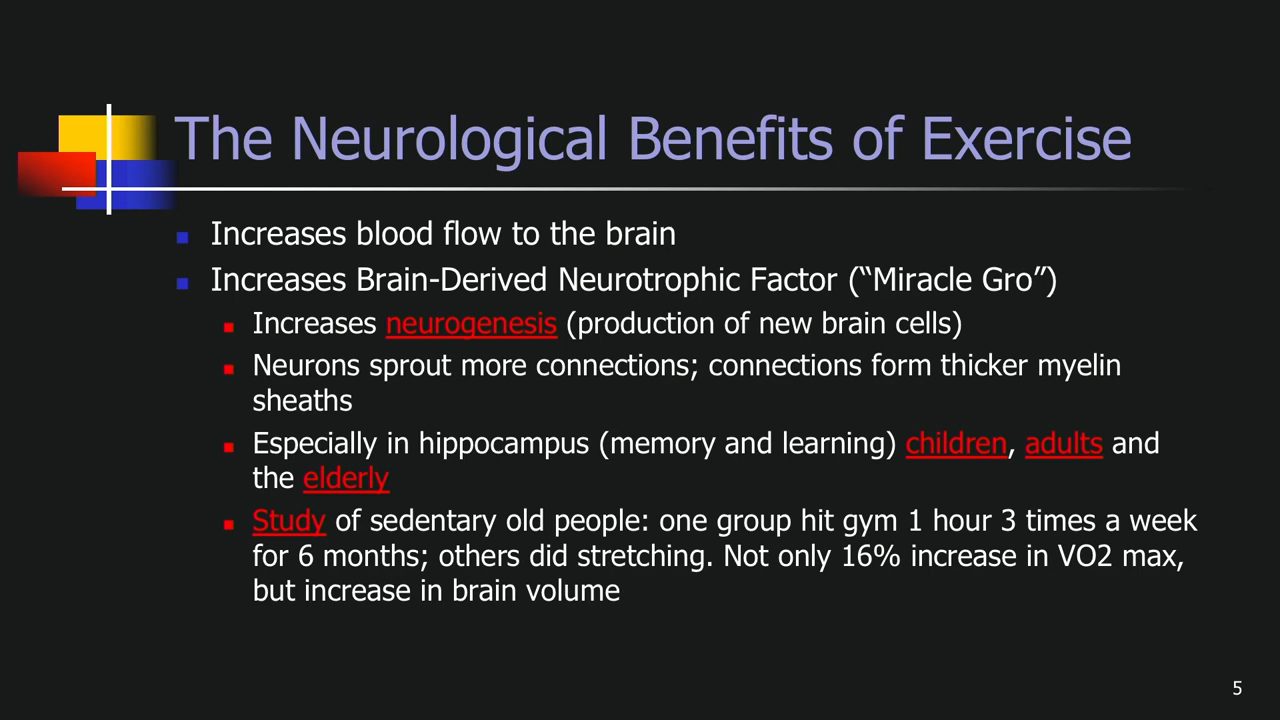 The Neurological Benefits of Exercise
Increases blood flow to the brain
Increases Brain-Derived Neurotrophic Factor (“Miracle Gro”)
Increases neurogenesis (production of new brain cells)
Neurons sprout more connections; connections form thicker myelin
sheaths
Especially in hippocampus (memory and learning) children, adults and
the elderly
Study of sedentary old people: one group hit gym 1 hour 3 times a week
for 6 months; others did stretching. Not only 16% increase in VO2 max,
but increase in brain volume
5